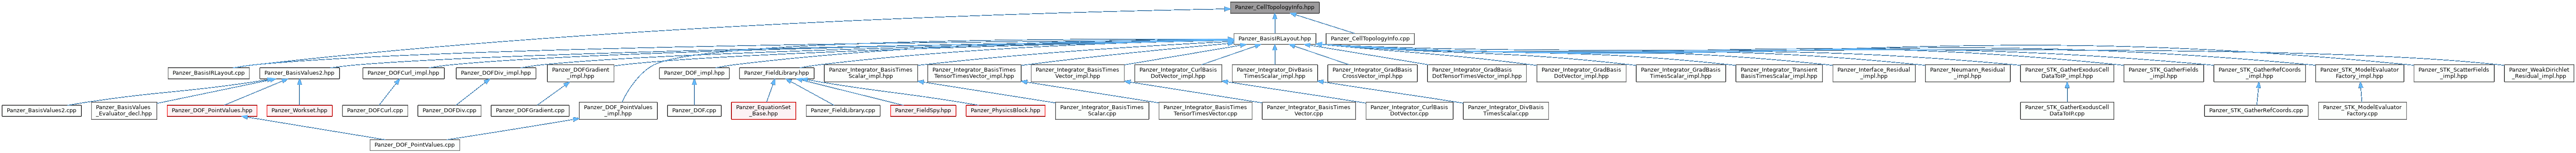 Panzer_CellTopologyInfo.hpp
Panzer_BasisIRLayout.hpp
Panzer_CellTopologyInfo.cpp
Panzer_BasisIRLayout.cpp
Panzer_BasisValues2.hpp
Panzer_DOFCurl_impl.hpp
Panzer_DOFDiv_impl.hpp
Panzer_DOFGradient
_impl.hpp
Panzer_DOF_impl.hpp
Panzer_FieldLibrary.hpp
Panzer_Integrator_BasisTimes
Scalar_impl.hpp
Panzer_Integrator_BasisTimes
TensorTimesVector_impl.hpp
Panzer_Integrator_BasisTimes
Vector_impl.hpp
Panzer_Integrator_CurlBasis
DotVector_impl.hpp
Panzer_Integrator_DivBasis
TimesScalar_impl.hpp
Panzer_Integrator_GradBasis
CrossVector_impl.hpp
Panzer_Integrator_GradBasis
DotTensorTimesVector_impl.hpp
Panzer_Integrator_GradBasis
DotVector_impl.hpp
Panzer_Integrator_GradBasis
TimesScalar_impl.hpp
Panzer_Integrator_Transient
BasisTimesScalar_impl.hpp
Panzer_Interface_Residual
_impl.hpp
Panzer_Neumann_Residual
_impl.hpp
Panzer_STK_GatherExodusCell
DataToIP_impl.hpp
Panzer_STK_GatherFields
_impl.hpp
Panzer_STK_GatherRefCoords
_impl.hpp
Panzer_STK_ModelEvaluator
Factory_impl.hpp
Panzer_STK_ScatterFields
_impl.hpp
Panzer_WeakDirichlet
_Residual_impl.hpp
Panzer_BasisValues2.cpp
Panzer_BasisValues
_Evaluator_decl.hpp
Panzer_DOF_PointValues.hpp
Panzer_Workset.hpp
Panzer_DOFCurl.cpp
Panzer_DOFDiv.cpp
Panzer_DOFGradient.cpp
Panzer_DOF_PointValues
_impl.hpp
Panzer_DOF.cpp
Panzer_EquationSet
_Base.hpp
Panzer_FieldLibrary.cpp
Panzer_FieldSpy.hpp
Panzer_PhysicsBlock.hpp
Panzer_Integrator_BasisTimes
Scalar.cpp
Panzer_Integrator_BasisTimes
TensorTimesVector.cpp
Panzer_Integrator_BasisTimes
Vector.cpp
Panzer_Integrator_CurlBasis
DotVector.cpp
Panzer_Integrator_DivBasis
TimesScalar.cpp
Panzer_STK_GatherExodusCell
DataToIP.cpp
Panzer_STK_GatherRefCoords.cpp
Panzer_STK_ModelEvaluator
Factory.cpp
Panzer_DOF_PointValues.cpp